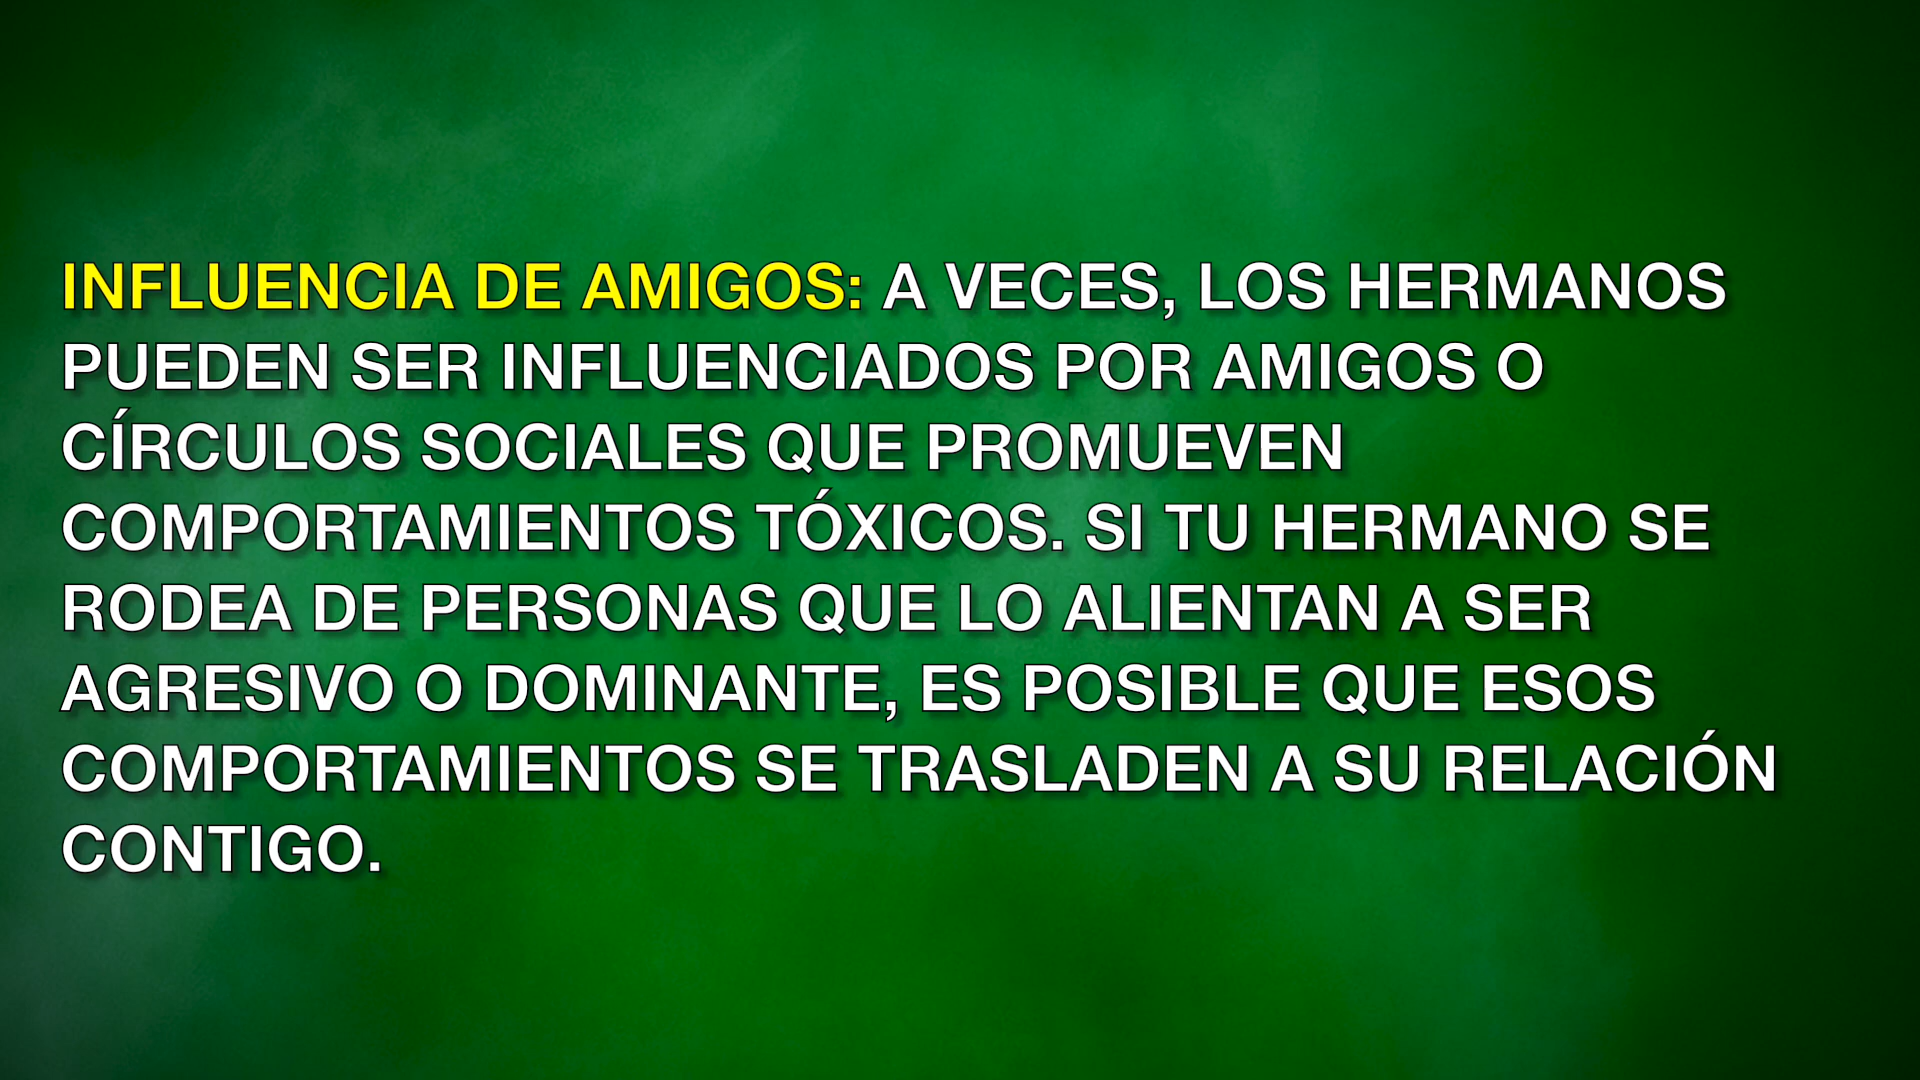 INFLUENCIA DE AMIGOS: A VECES, LOS HERMANOS
PUEDEN SER INFLUENCIADOS POR AMIGOS O
CÍRCULOS SOCIALES QUE PROMUEVEN
COMPORTAMIENTOS TÓXICOS. SI TU HERMANO SE
RODEA DE PERSONAS QUE LO ALIENTAN A SER
AGRESIVO O DOMINANTE, ES POSIBLE QUE ESOS
COMPORTAMIENTOS SE TRASLADEN A SU RELACIÓN
CONTIGO.